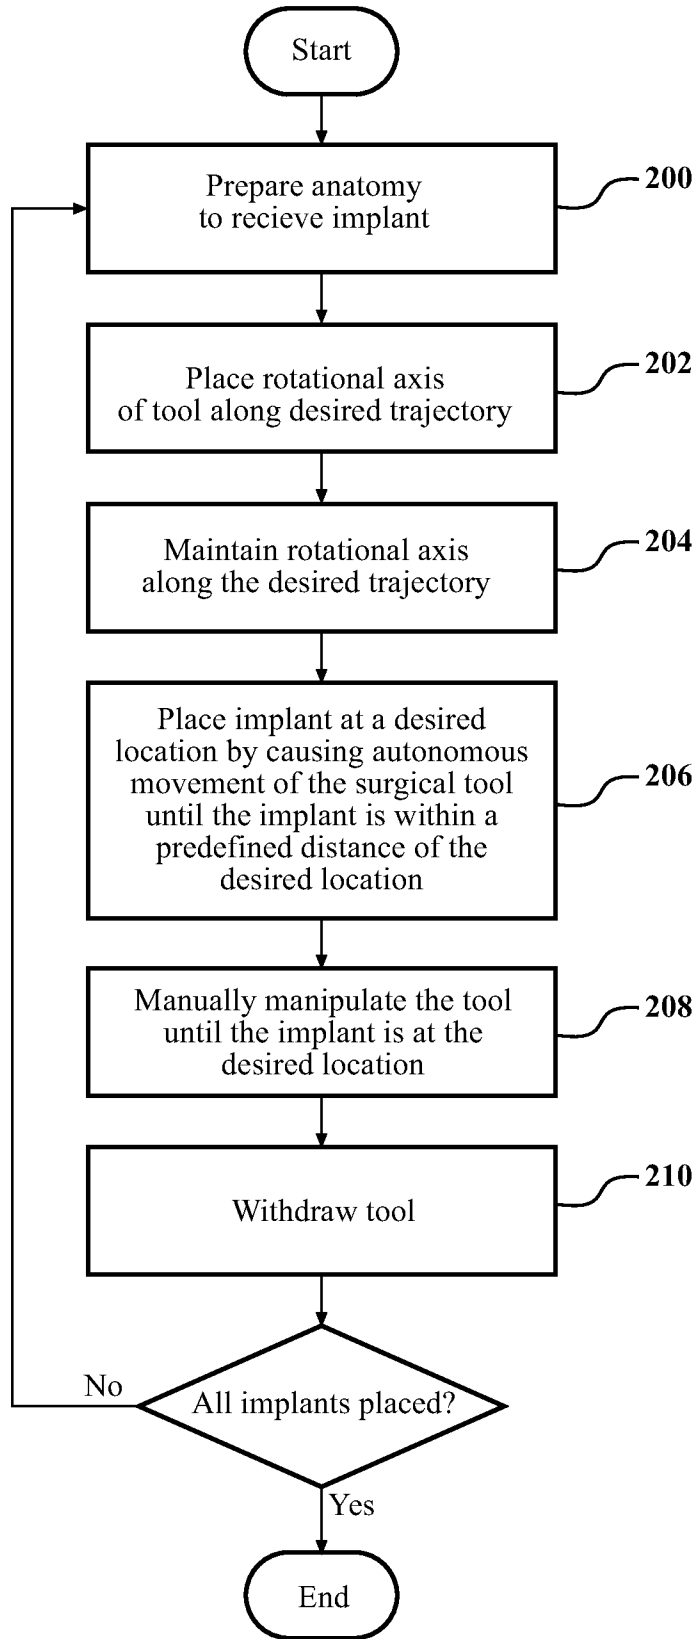 Start
Prepare anatomy
to recieve implant
200
Place rotational axis
of tool along desired trajectory
202
Maintain rotational axis
along the desired trajectory
204
Place implant at a desired
location by causing autonomous
movement of the surgical tool
until the implant is within a
predefined distance of the
desired location
206
Manually manipulate the tool
until the implant is at the
desired location
208
Withdraw tool
210
No
All implants placed?
Yes
End